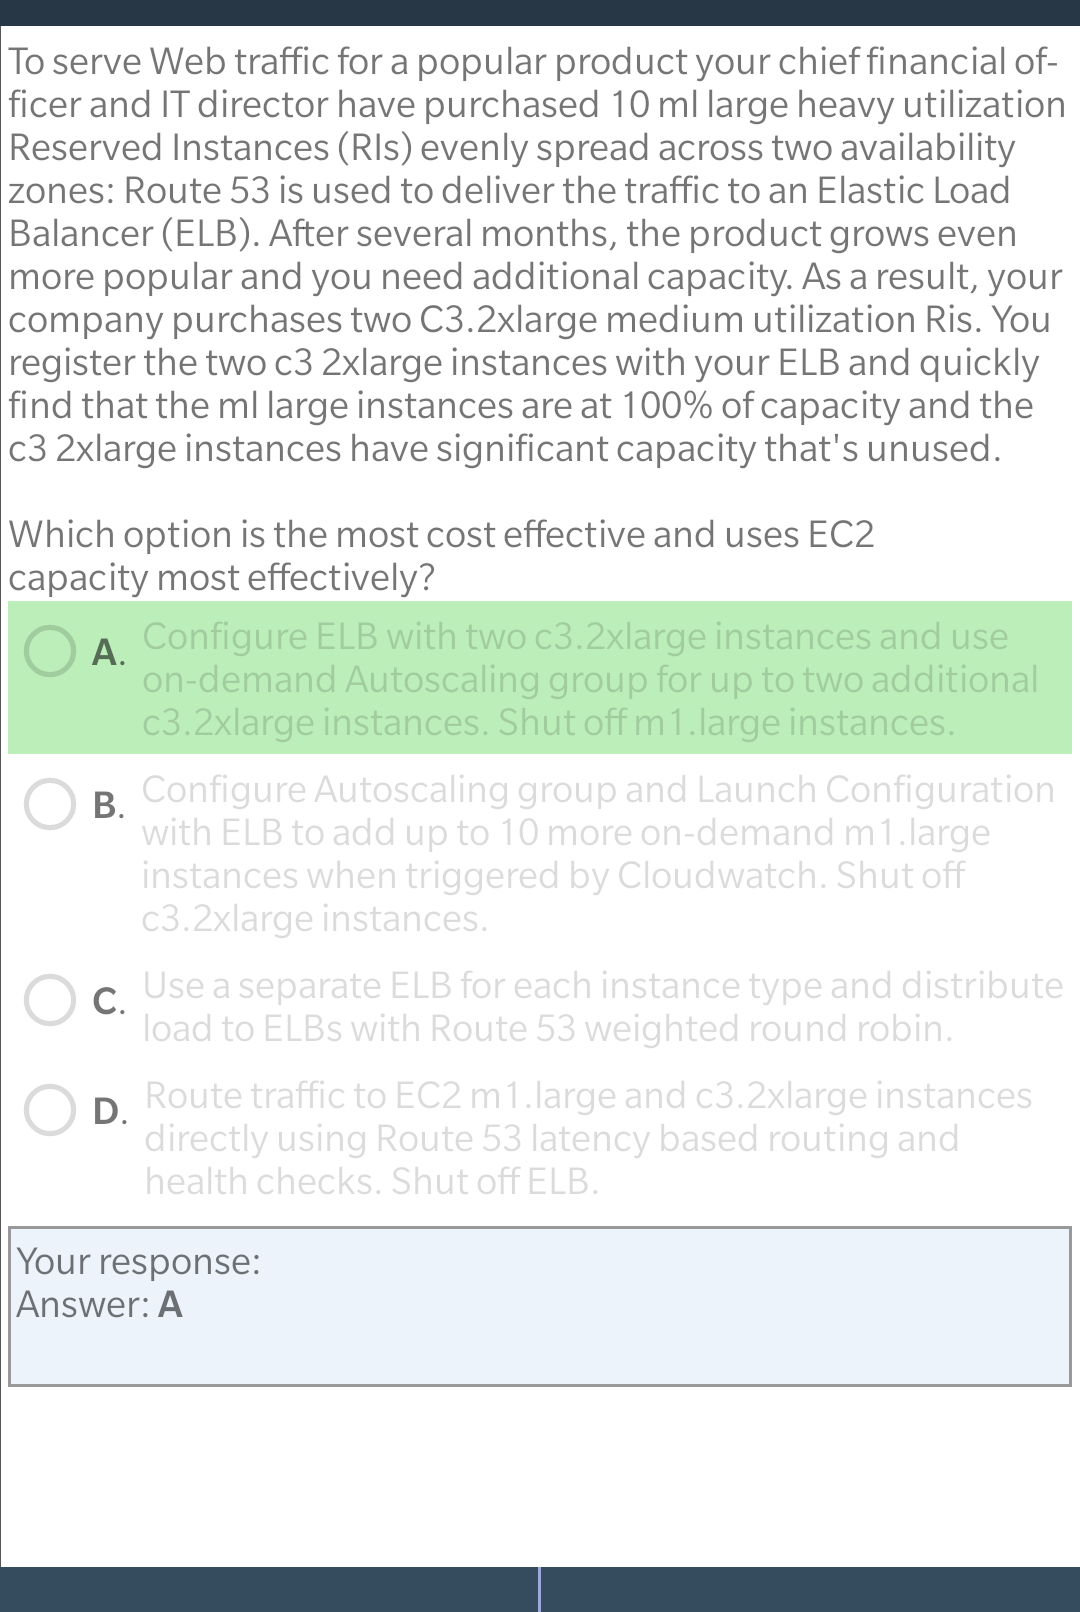 To serve Web traffic for a popular product your chief financial of-
ficer and IT director have purchased 10 ml large heavy utilization
Reserved Instances (RIs) evenly spread across two availability
zones: Route 53 is used to deliver the traffic to an Elastic Load
Balancer (ELB). After several months, the product grows even
more popular and you need additional capacity. As a result, your
company purchases two C3.2xlarge medium utilization Ris. You
register the two c3 2xlarge instances with your ELB and quickly
find that the ml large instances are at 100% of capacity and the
c3 2xlarge instances have significant capacity that's unused.
Which option is the most cost effective and uses EC2
capacity most effectively?
A. Configure ELB with two c3.2xlarge instances and use
on-demand Autoscaling group for up to two additional
c3.2xlarge instances. Shut off m1.large instances.
B. Configure Autoscaling group and Launch Configuration
with ELB to add up to 10 more on-demand m1.large
instances when triggered by Cloudwatch. Shut off
c3.2xlarge instances.
C. Use a separate ELB for each instance type and distribute
load to ELBs with Route 53 weighted round robin.
D. Route traffic to EC2 m1.large and c3.2xlarge instances
directly using Route 53 latency based routing and
health checks. Shut off ELB.
Your response:
Answer: A